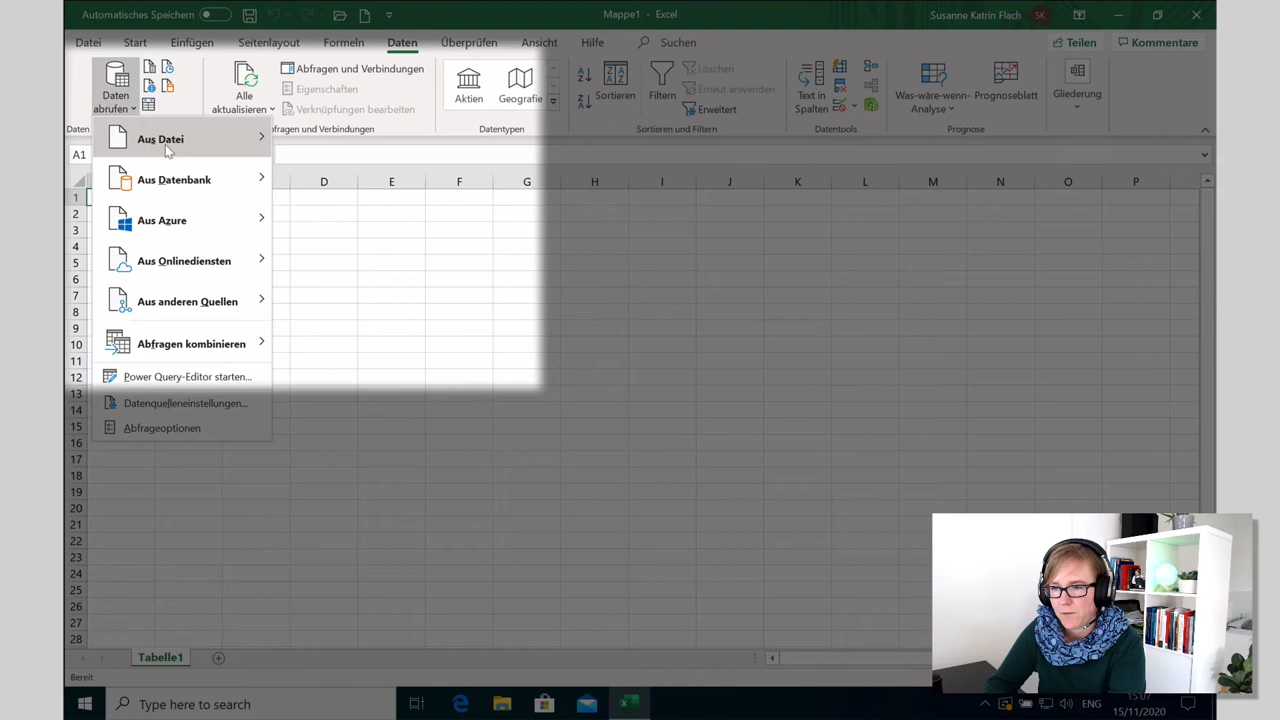 Automatisches Speichern
Mappe1 - Excel
Susanne Katrin Flach
SK
Datei
Start
Einfügen
Seitenlayout
Formeln
Daten
Überprüfen
Ansicht
Hilfe
Suchen
Teilen
Kommentare
Daten
abrufen
Alle
aktualisieren
Abfragen und Verbindungen
Eigenschaften
Verknüpfungen bearbeiten
Aktien
Geografie
Sortieren
Filtern
Löschen
Erneut anwenden
Erweitert
Text in
Spalten
Was-wäre-wenn-
Analyse
Prognoseblatt
Gliederung
Daten
fragen und Verbindungen
Datentypen
Sortieren und Filtern
Datentools
Prognose
A1
Aus Datei
Aus Datenbank
Aus Azure
Aus Onlinediensten
Aus anderen Quellen
Abfragen kombinieren
Power Query-Editor starten...
Datenquelleneinstellungen...
Abfrageoptionen
D E F G H I J K L M N O P
1
2
3
4
5
6
7
8
9
10
11
12
13
14
15
16
17
18
19
20
21
22
23
24
25
26
27
28
Tabelle1
Bereit
Type here to search
ENG
15:07
15/11/2020